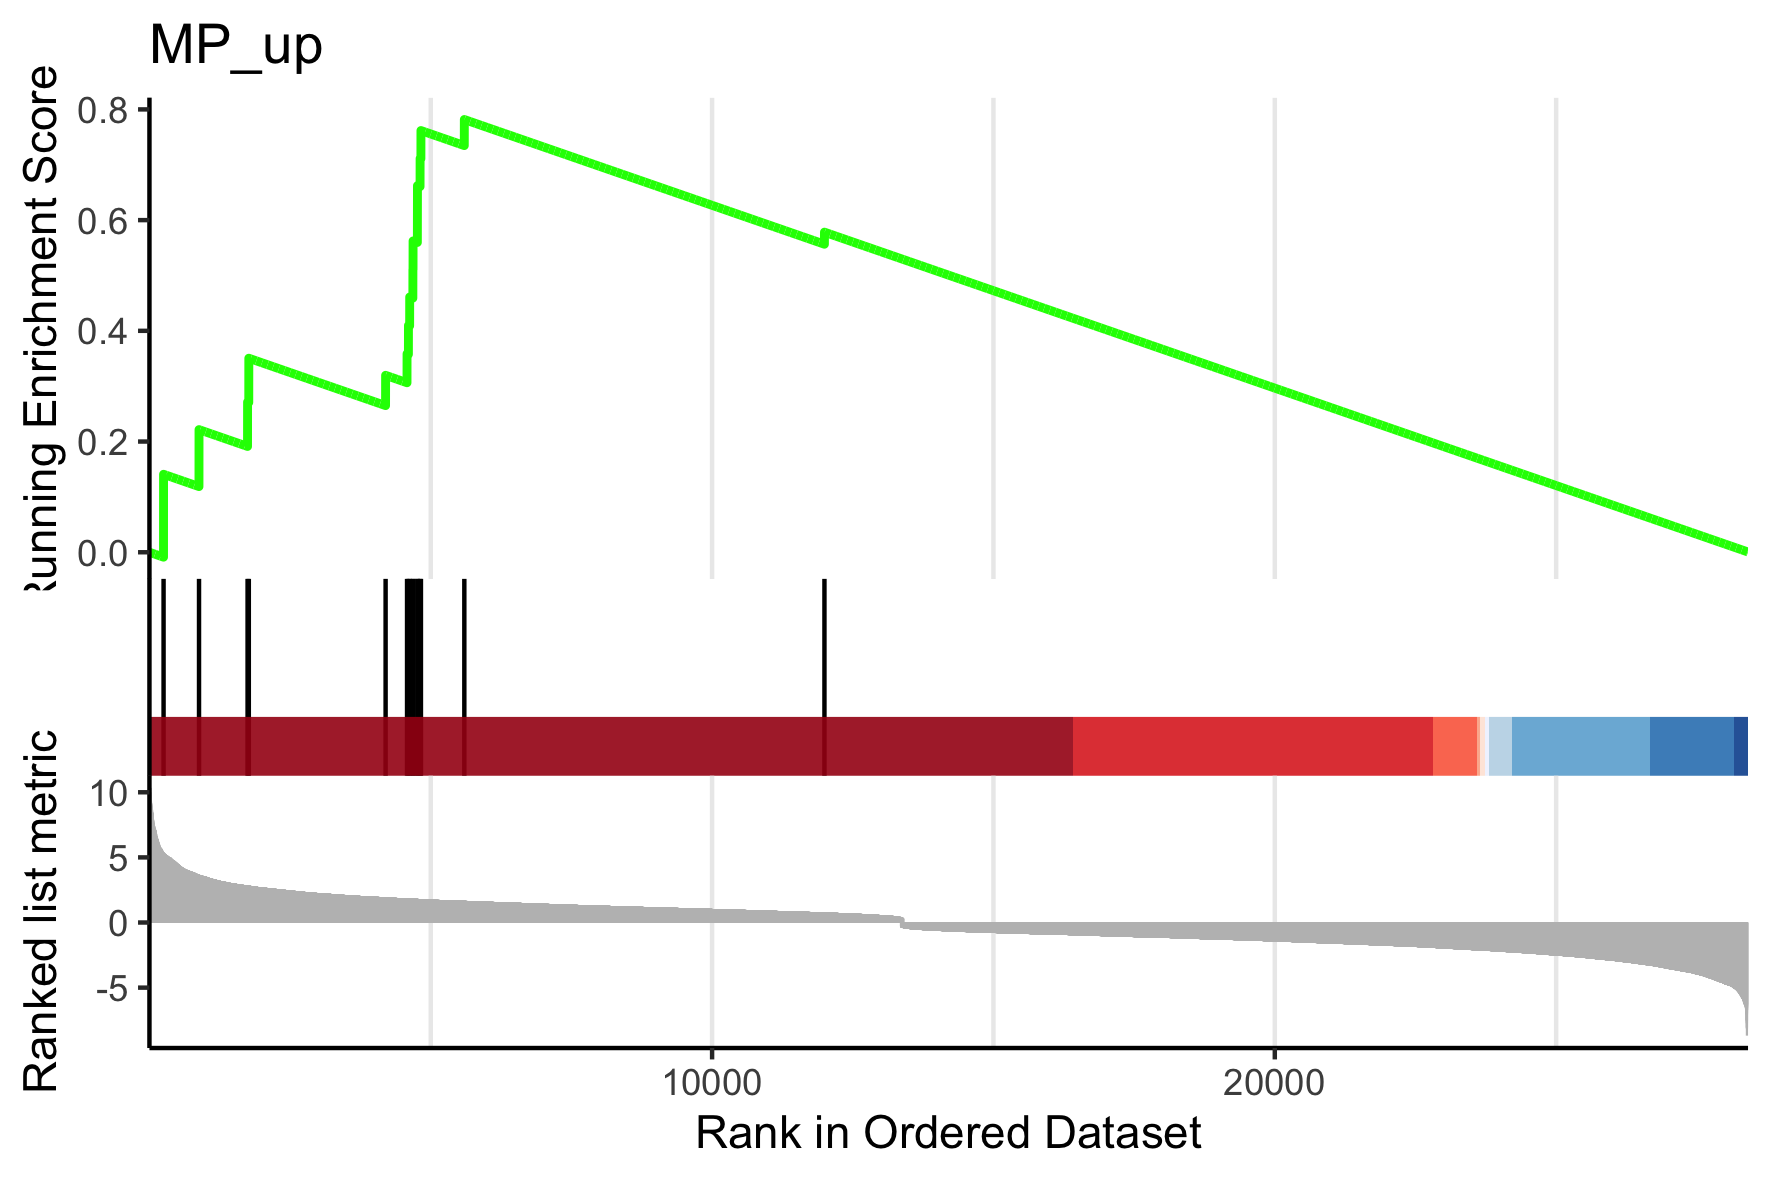 MP_up
Running Enrichment Score
0.8
0.6
0.4
0.2
0.0
Ranked list metric
10
5
0
-5
10000
20000
Rank in Ordered Dataset